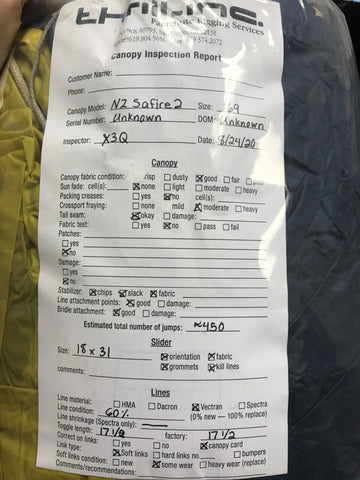 thrillinc.
Parachute Rigging Services
Canopy Inspection Report
Customer Name:
Phone:
Canopy Model: NZ Safire 2 Size: 69
Serial Number: Unknown DOM: Unknown
Inspector: X3Q Date: 8/24/20
Canopy
Canopy fabric condition: crisp dusty good fair poor
Sun fade: cell(s): none light moderate heavy
Packing creases: yes no cell(s):
Crossport fraying: none mild moderate heavy
Tail seam: okay damage:
Fabric test: yes no pass fail
Patches:
yes
no
Damage:
yes
no
Stabilizer: chips slack fabric
Line attachment points: good damage:
Bridle attachment: good damage:
Estimated total number of jumps: ~450
Slider
Size: 18 x 31 orientation fabric
grommets kill lines
comments:
Lines
Line material: HMA Dacron Vectran Spectra
Line condition: 60% (0% new — 100% replace)
Line shrinkage (Spectra only):
Toggle length: 17 1/2 factory: 17 1/2
Correct on links: yes no canopy card
Link type: Soft links hard links no. bumpers
Soft links condition: new some wear heavy wear (replace)
Comments/recommendations: